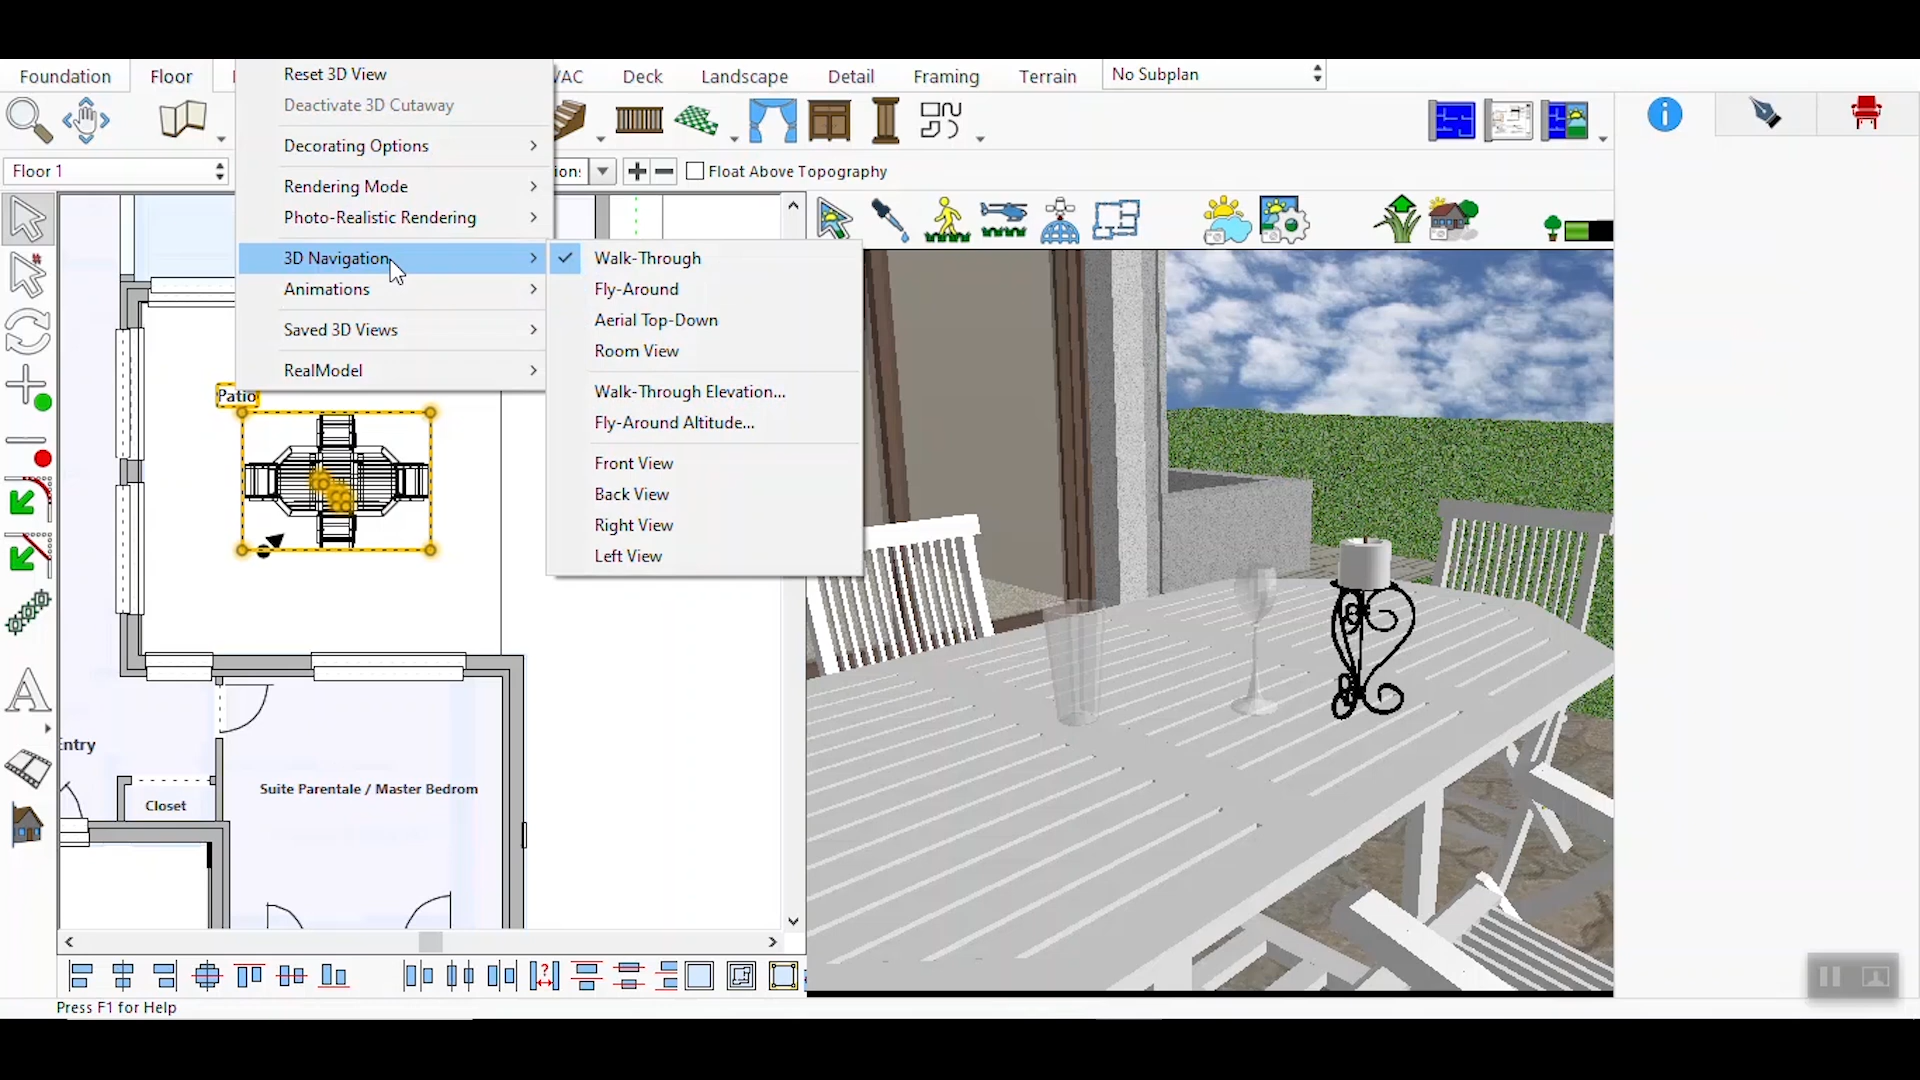 Foundation
Floor
VAC
Deck
Landscape
Detail
Framing
Terrain
No Subplan
Reset 3D View
Deactivate 3D Cutaway
Decorating Options
Rendering Mode
Photo-Realistic Rendering
3D Navigation
Animations
Saved 3D Views
RealModel
Floor 1
ion:
Float Above Topography
Walk-Through
Fly-Around
Aerial Top-Down
Room View
Walk-Through Elevation...
Fly-Around Altitude...
Front View
Back View
Right View
Left View
Patio
Entry
Closet
Suite Parentale / Master Bedrom
Press F1 for Help